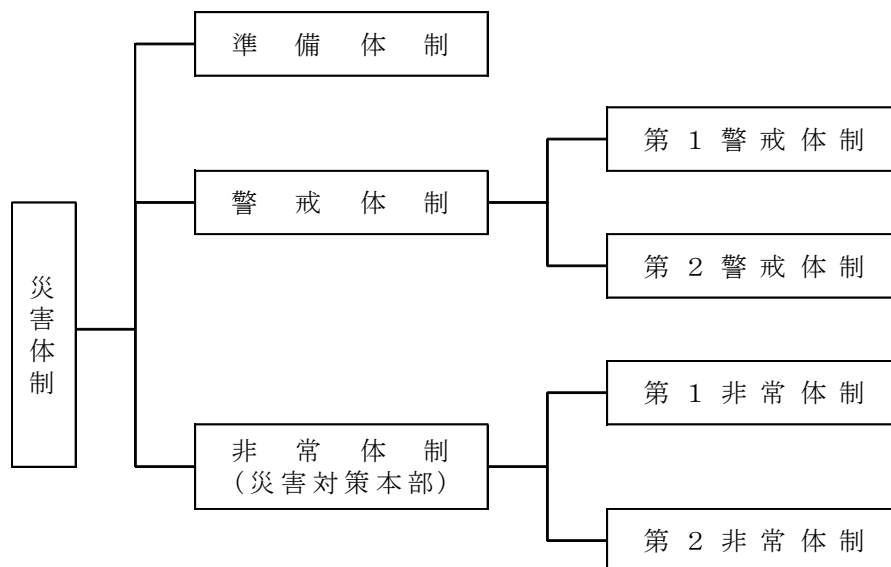 災害体制
準備体制
警戒体制
第1警戒体制
第2警戒体制
非常体制
(災害対策本部)
第1非常体制
第2非常体制